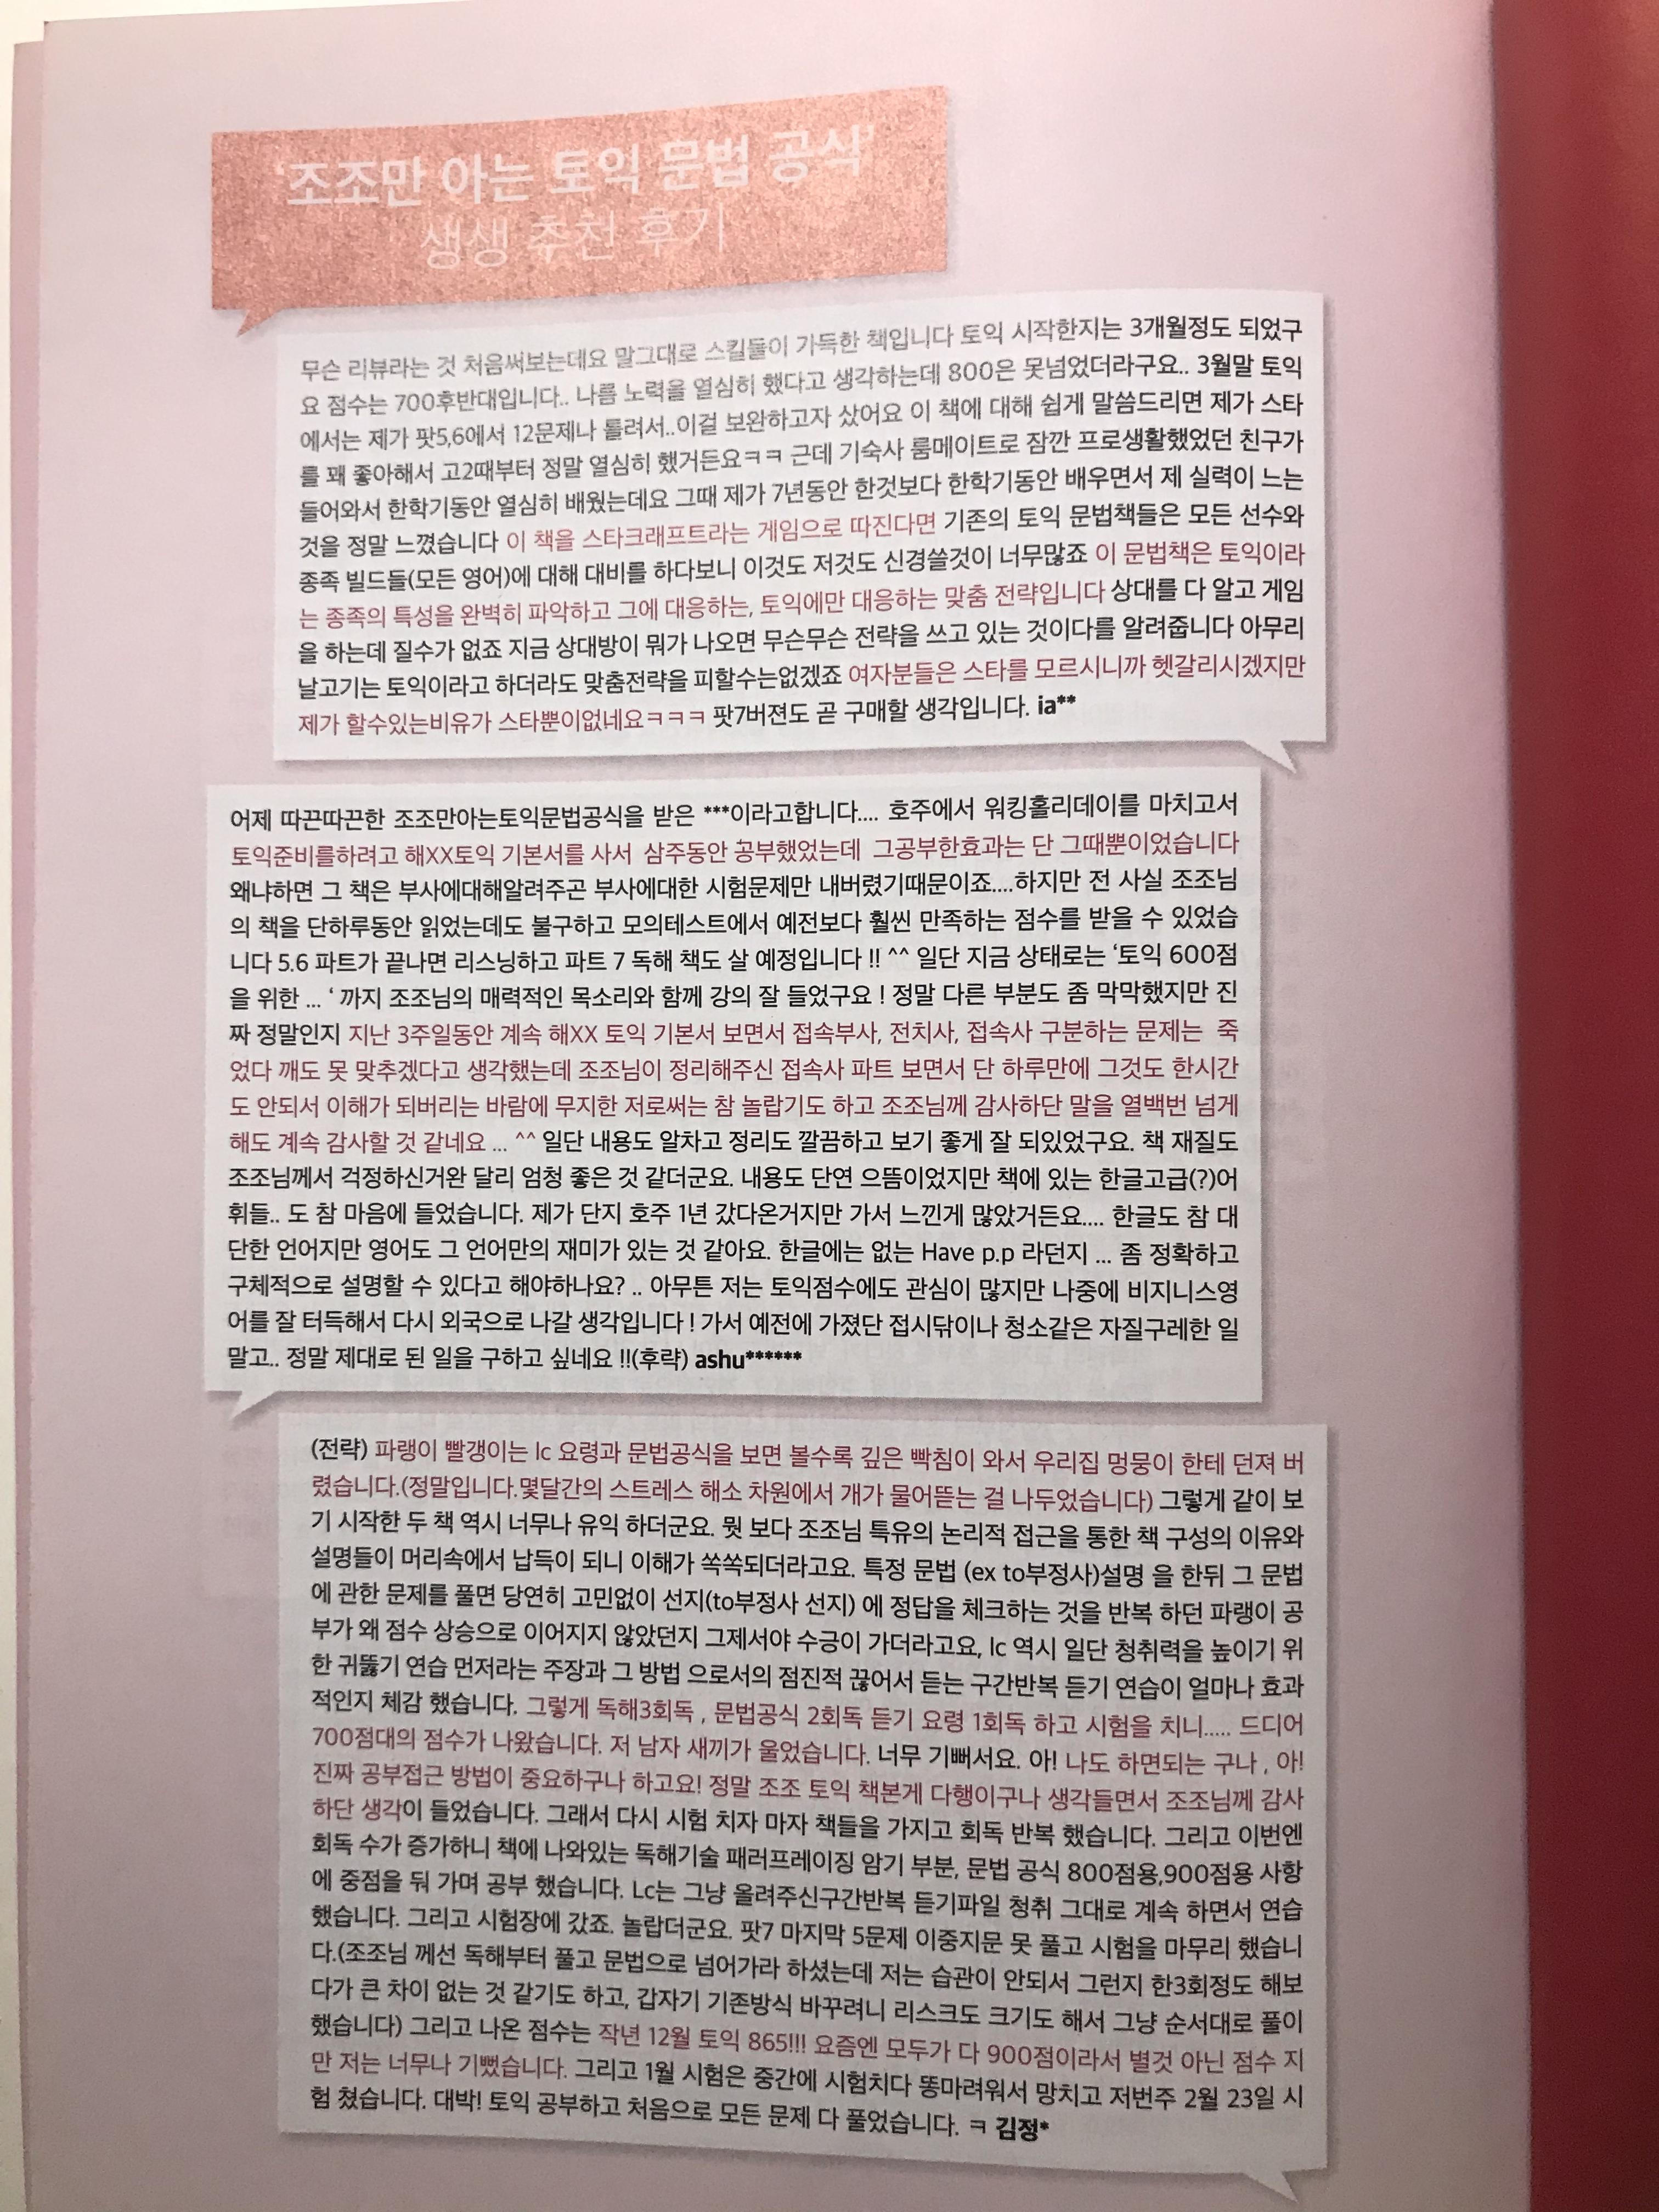 ‘조조만 아는 토익 문법 공식’
생생 추천 후기
무슨 리뷰라는 것 처음써보는데요 말그대로 스킬들이 가득한 책입니다 토익 시작한지는 3개월정도 되었구
요 점수는 700후반대입니다.. 나름 노력을 열심히 했다고 생각하는데 800은 못넘었더라구요.. 3월말 토익
에서는 제가 팟5,6에서 12문제나 틀려서..이걸 보완하고자 샀어요 이 책에 대해 쉽게 말씀드리면 제가 스타
를 꽤 좋아해서 고2때부터 정말 열심히 했거든요ㅋㅋ 근데 기숙사 룸메이트로 잠깐 프로생활했었던 친구가
들어와서 한학기동안 열심히 배웠는데요 그때 제가 7년동안 한것보다 한학기동안 배우면서 제 실력이 느는
것을 정말 느꼈습니다 이 책을 스타크래프트라는 게임으로 따진다면 기존의 토익 문법책들은 모든 선수와
종족 빌드들(모든 영어)에 대해 대비를 하다보니 이것도 저것도 신경쓸것이 너무많죠 이 문법책은 토익이라
는 종족의 특성을 완벽히 파악하고 그에 대응하는, 토익에만 대응하는 맞춤 전략입니다 상대를 다 알고 게임
을 하는데 질수가 없죠 지금 상대방이 뭐가 나오면 무슨무슨 전략을 쓰고 있는 것이다를 알려줍니다 아무리
날고기는 토익이라고 하더라도 맞춤전략을 피할수는없겠죠 여자분들은 스타를 모르시니까 헷갈리시겠지만
제가 할수있는비유가 스타뿐이없네요ㅋㅋㅋ 팟7버젼도 곧 구매할 생각입니다. ia**
어제 따끈따끈한 조조만아는토익문법공식을 받은 ***이라고합니다.... 호주에서 워킹홀리데이를 마치고서
토익준비를하려고 해XX토익 기본서를 사서 삼주동안 공부했었는데 그공부한효과는 단 그때뿐이었습니다
왜냐하면 그 책은 부사에대해알려주곤 부사에대한 시험문제만 내버렸기때문이죠....하지만 전 사실 조조님
의 책을 단하루동안 읽었는데도 불구하고 모의테스트에서 예전보다 훨씬 만족하는 점수를 받을 수 있었습
니다 5.6 파트가 끝나면 리스닝하고 파트 7 독해 책도 살 예정입니다 !! ^^ 일단 지금 상태로는 ‘토익 600점
을 위한 ... ‘ 까지 조조님의 매력적인 목소리와 함께 강의 잘 들었구요 ! 정말 다른 부분도 좀 막막했지만 진
짜 정말인지 지난 3주일동안 계속 해XX 토익 기본서 보면서 접속부사, 전치사, 접속사 구분하는 문제는 죽
었다 깨도 못 맞추겠다고 생각했는데 조조님이 정리해주신 접속사 파트 보면서 단 하루만에 그것도 한시간
도 안되서 이해가 되버리는 바람에 무지한 저로써는 참 놀랍기도 하고 조조님께 감사하단 말을 열백번 넘게
해도 계속 감사할 것 같네요 ... ^^ 일단 내용도 알차고 정리도 깔끔하고 보기 좋게 잘 되있었구요. 책 재질도
조조님께서 걱정하신거완 달리 엄청 좋은 것 같더군요. 내용도 단연 으뜸이었지만 책에 있는 한글고급(?)어
휘들.. 도 참 마음에 들었습니다. 제가 단지 호주 1년 갔다온거지만 가서 느낀게 많았거든요.... 한글도 참 대
단한 언어지만 영어도 그 언어만의 재미가 있는 것 같아요. 한글에는 없는 Have p.p 라던지 ... 좀 정확하고
구체적으로 설명할 수 있다고 해야하나요? .. 아무튼 저는 토익점수에도 관심이 많지만 나중에 비지니스영
어를 잘 터득해서 다시 외국으로 나갈 생각입니다 ! 가서 예전에 가졌단 접시닦이나 청소같은 자질구레한 일
말고.. 정말 제대로 된 일을 구하고 싶네요 !!(후략) ashu******
(전략) 파랭이 빨갱이는 lc 요령과 문법공식을 보면 볼수록 깊은 빡침이 와서 우리집 멍뭉이 한테 던져 버
렸습니다.(정말입니다.몇달간의 스트레스 해소 차원에서 개가 물어뜯는 걸 나두었습니다) 그렇게 같이 보
기 시작한 두 책 역시 너무나 유익 하더군요. 뭣 보다 조조님 특유의 논리적 접근을 통한 책 구성의 이유와
설명들이 머리속에서 납득이 되니 이해가 쏙쏙되더라고요. 특정 문법 (ex to부정사)설명 을 한뒤 그 문법
에 관한 문제를 풀면 당연히 고민없이 선지(to부정사 선지) 에 정답을 체크하는 것을 반복 하던 파랭이 공
부가 왜 점수 상승으로 이어지지 않았던지 그제서야 수긍이 가더라고요, lc 역시 일단 청취력을 높이기 위
한 귀뚫기 연습 먼저라는 주장과 그 방법 으로서의 점진적 끊어서 듣는 구간반복 듣기 연습이 얼마나 효과
적인지 체감 했습니다. 그렇게 독해3회독 , 문법공식 2회독 듣기 요령 1회독 하고 시험을 치니..... 드디어
700점대의 점수가 나왔습니다. 저 남자 새끼가 울었습니다. 너무 기뻐서요. 아! 나도 하면되는 구나 , 아!
진짜 공부접근 방법이 중요하구나 하고요! 정말 조조 토익 책본게 다행이구나 생각들면서 조조님께 감사
하단 생각이 들었습니다. 그래서 다시 시험 치자 마자 책들을 가지고 회독 반복 했습니다. 그리고 이번엔
회독 수가 증가하니 책에 나와있는 독해기술 패러프레이징 암기 부분, 문법 공식 800점용,900점용 사항
에 중점을 둬 가며 공부 했습니다. Lc는 그냥 올려주신구간반복 듣기파일 청취 그대로 계속 하면서 연습
했습니다. 그리고 시험장에 갔죠. 놀랍더군요. 팟7 마지막 5문제 이중지문 못 풀고 시험을 마무리 했습니
다.(조조님 께선 독해부터 풀고 문법으로 넘어가라 하셨는데 저는 습관이 안되서 그런지 한3회정도 해보
다가 큰 차이 없는 것 같기도 하고, 갑자기 기존방식 바꾸려니 리스크도 크기도 해서 그냥 순서대로 풀이
했습니다) 그리고 나온 점수는 작년 12월 토익 865!!! 요즘엔 모두가 다 900점이라서 별것 아닌 점수 지
만 저는 너무나 기뻤습니다. 그리고 1월 시험은 중간에 시험치다 똥마려워서 망치고 저번주 2월 23일 시
험 쳤습니다. 대박! 토익 공부하고 처음으로 모든 문제 다 풀었습니다. ㅋ 김정*